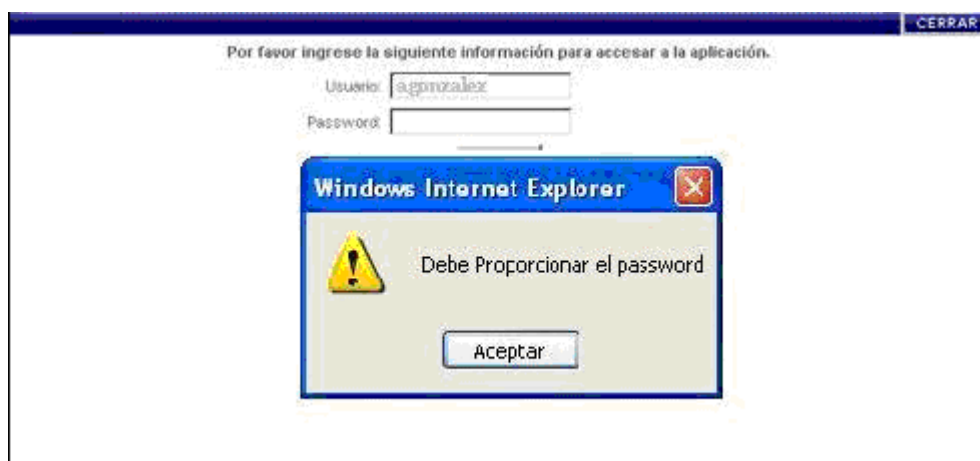 CERRAR
Por favor ingrese la siguiente información para accesar a la aplicación.
Usuario: agonzalez
Password:
Windows Internet Explorer
Debe Proporcionar el password
Aceptar